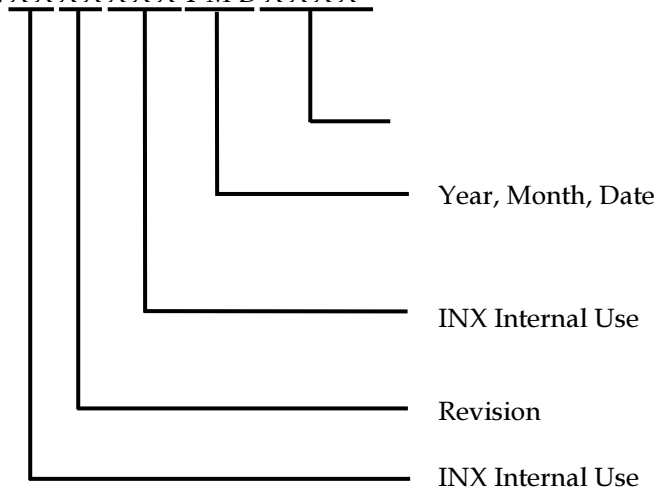 Year, Month, Date
INX Internal Use
Revision
INX Internal Use